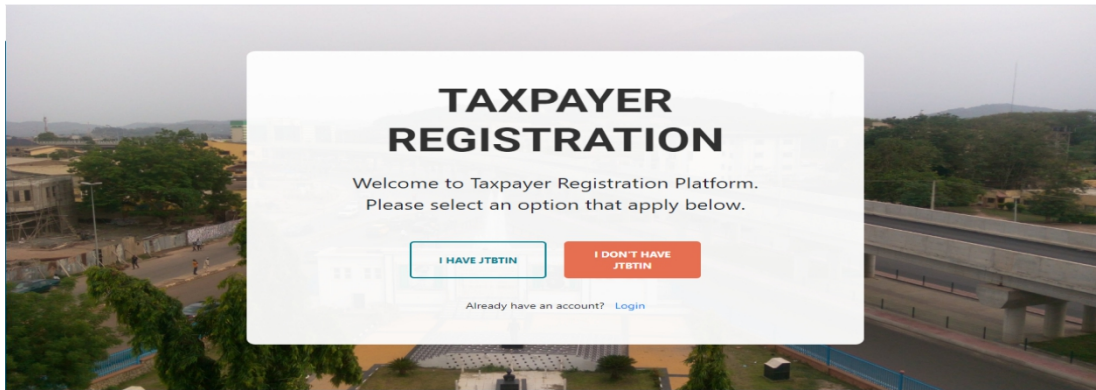 TAXPAYER
REGISTRATION
Welcome to Taxpayer Registration Platform.
Please select an option that apply below.
I HAVE JTBTIN
I DON'T HAVE
JTBTIN
Already have an account? Login